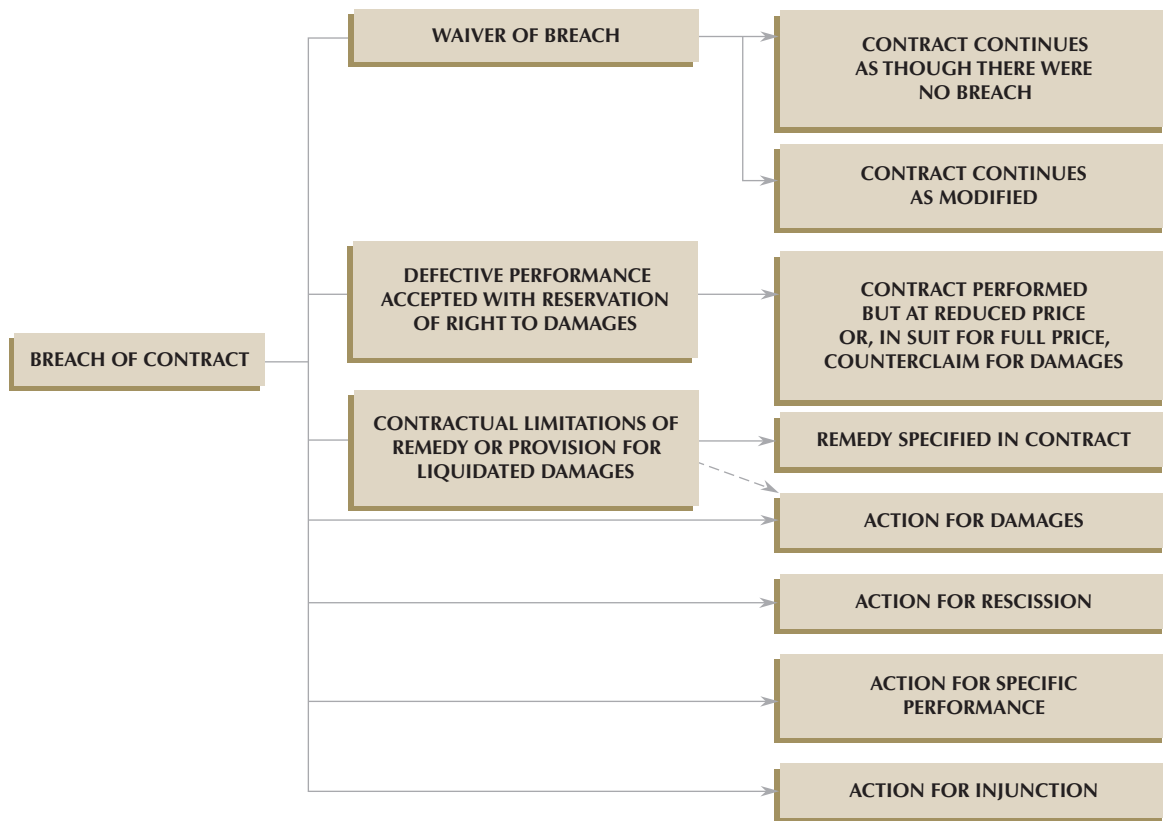 WAIVER OF BREACH
CONTRACT CONTINUES
AS THOUGH THERE WERE
NO BREACH
CONTRACT CONTINUES
AS MODIFIED
DEFECTIVE PERFORMANCE
ACCEPTED WITH RESERVATION
OF RIGHT TO DAMAGES
CONTRACT PERFORMED
BUT AT REDUCED PRICE
OR, IN SUIT FOR FULL PRICE,
COUNTERCLAIM FOR DAMAGES
BREACH OF CONTRACT
CONTRACTUAL LIMITATIONS OF
REMEDY OR PROVISION FOR
LIQUIDATED DAMAGES
REMEDY SPECIFIED IN CONTRACT
ACTION FOR DAMAGES
ACTION FOR RESCISSION
ACTION FOR SPECIFIC
PERFORMANCE
ACTION FOR INJUNCTION